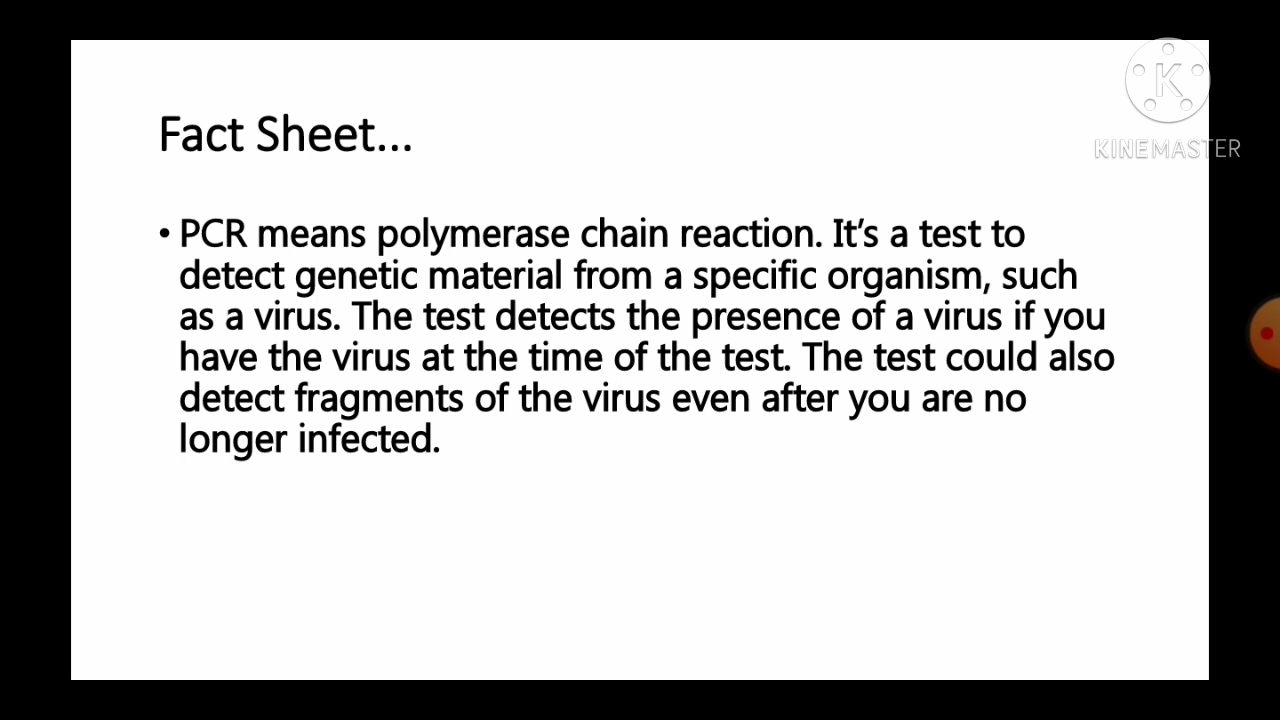 K
KINEMASTER
Fact Sheet...
• PCR means polymerase chain reaction. It's a test to
detect genetic material from a specific organism, such
as a virus. The test detects the presence of a virus if you
have the virus at the time of the test. The test could also
detect fragments of the virus even after you are no
longer infected.